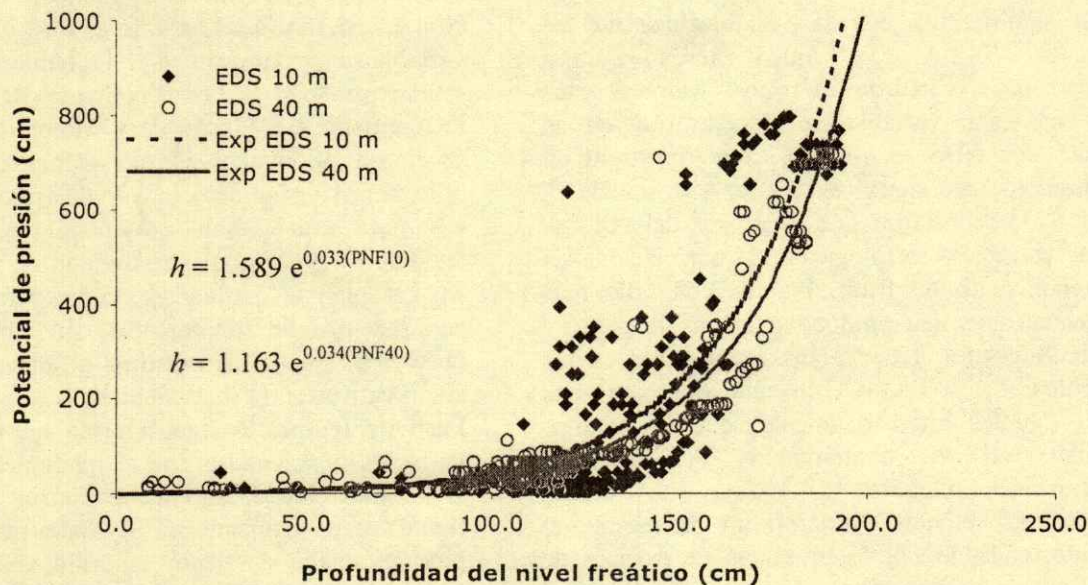 1000
800
600
400
200
0
Potencial de presión (cm)
EDS 10 m
EDS 40 m
Exp EDS 10 m
Exp EDS 40 m
h = 1.589 e^0.033(PNF10)
h = 1.163 e^0.034(PNF40)
0.0 50.0 100.0 150.0 200.0 250.0
Profundidad del nivel freático (cm)